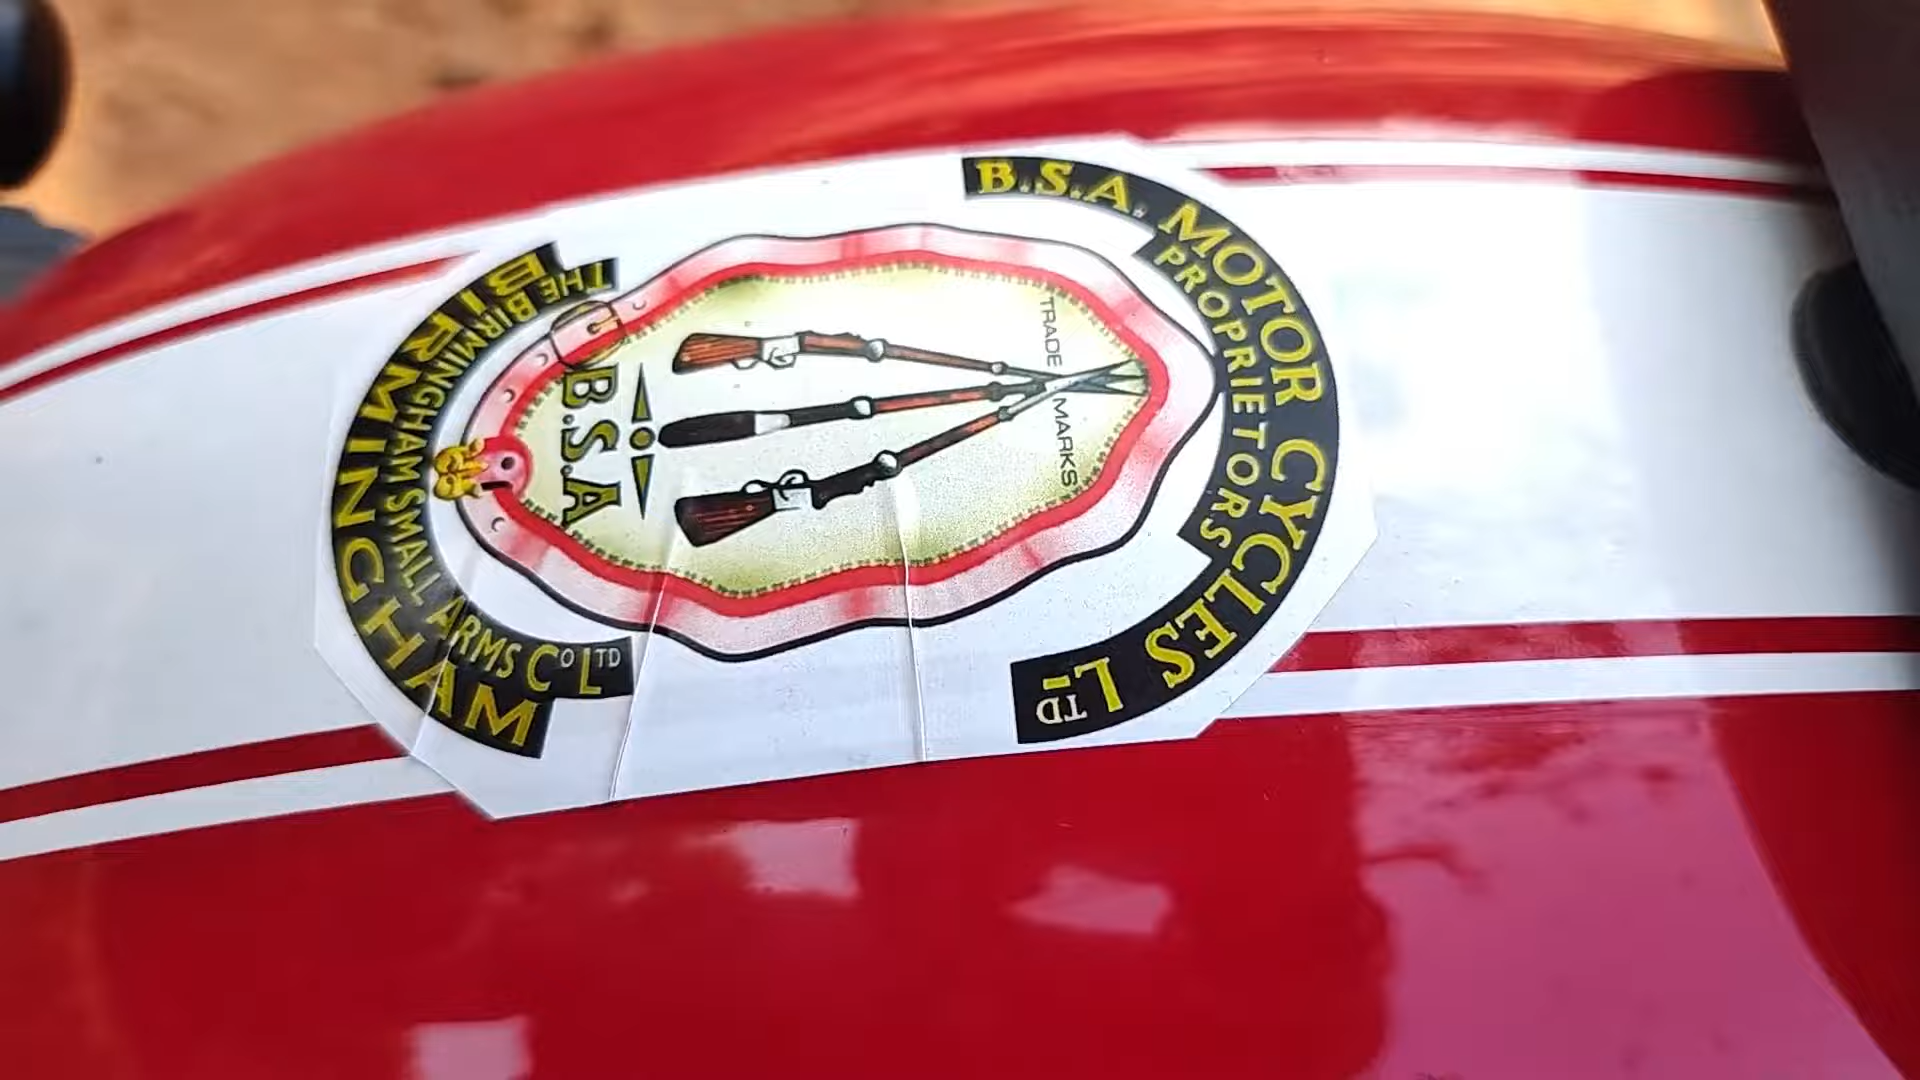 B.S.A. MOTOR CYCLES LTD
PROPRIETORS
TRADE MARKS
B.S.A
THE BIRMINGHAM SMALL ARMS CO LTD
BIRMINGHAM